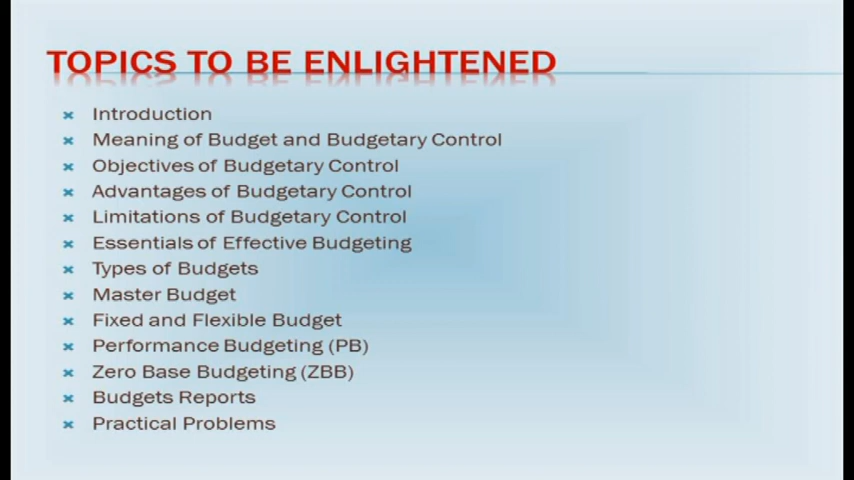 TOPICS TO BE ENLIGHTENED
Introduction
Meaning of Budget and Budgetary Control
Objectives of Budgetary Control
Advantages of Budgetary Control
Limitations of Budgetary Control
Essentials of Effective Budgeting
Types of Budgets
Master Budget
Fixed and Flexible Budget
Performance Budgeting (PB)
Zero Base Budgeting (ZBB)
Budgets Reports
Practical Problems